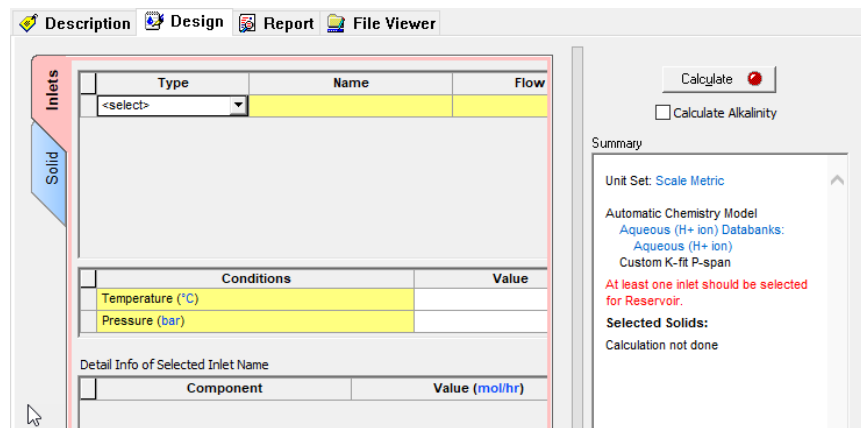 Description Design Report File Viewer
Inlets
Solid
Type Name Flow
<select>
Conditions Value
Temperature (°C)
Pressure (bar)
Detail Info of Selected Inlet Name
Component Value (mol/hr)
Calculate
Calculate Alkalinity
Summary
Unit Set: Scale Metric
Automatic Chemistry Model
Aqueous (H+ ion) Databanks:
Aqueous (H+ ion)
Custom K-fit P-span
At least one inlet should be selected
for Reservoir.
Selected Solids:
Calculation not done